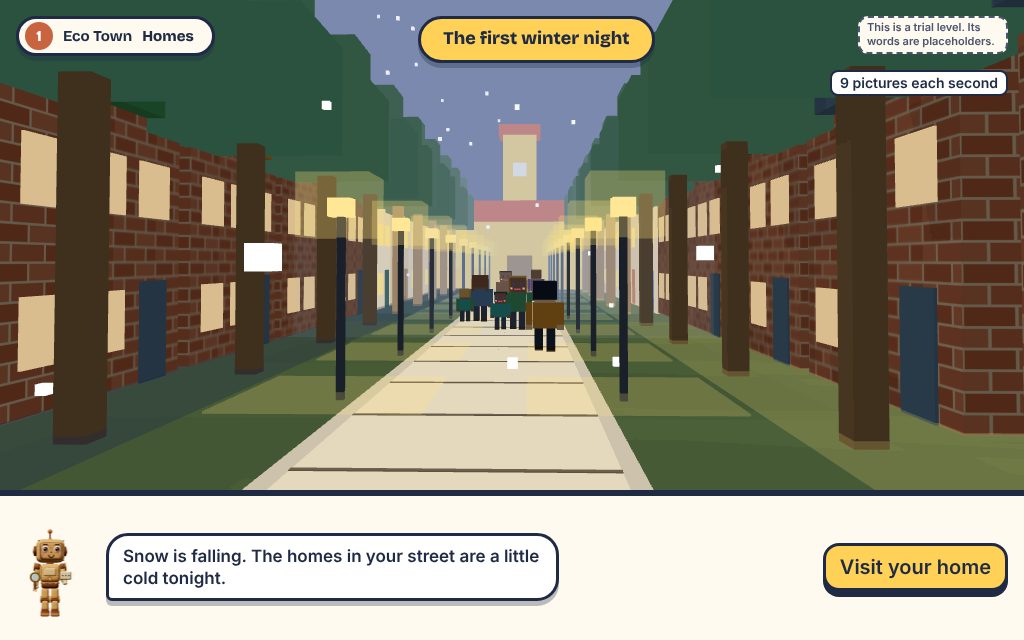 1 Eco Town Homes
The first winter night
This is a trial level. Its
words are placeholders.
9 pictures each second
Snow is falling. The homes in your street are a little
cold tonight.
Visit your home